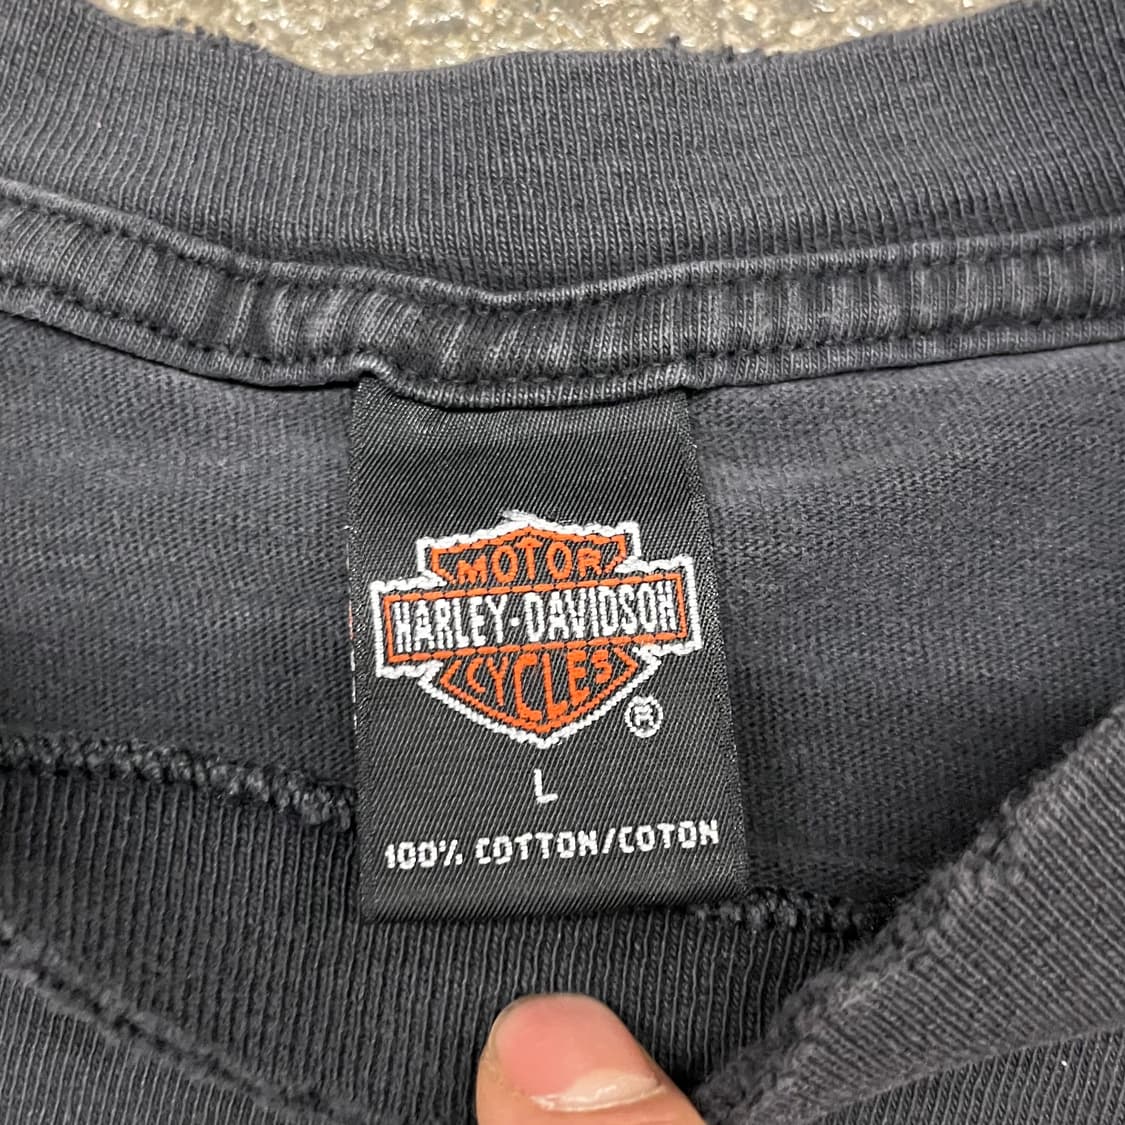 MOTOR
HARLEY-DAVIDSON
CYCLES
®
L
100% COTTON/COTON